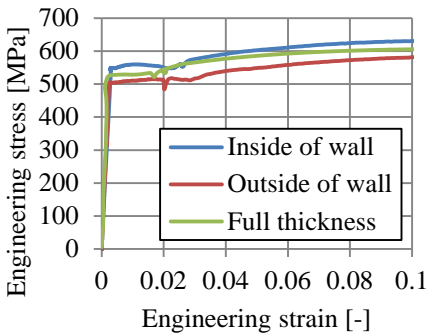 Engineering stress [MPa]
700
600
500
400
300
200
100
0
Inside of wall
Outside of wall
Full thickness
0 0.02 0.04 0.06 0.08 0.1
Engineering strain [-]